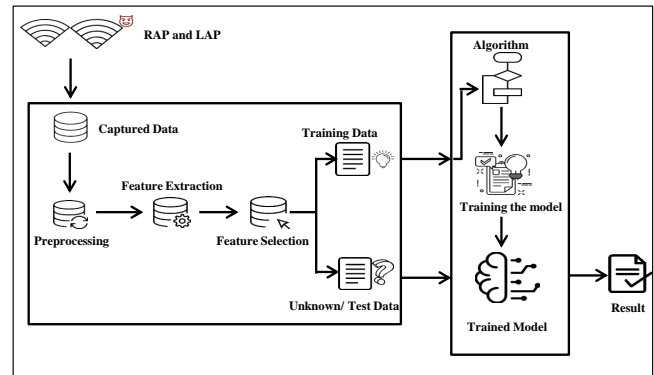 RAP and LAP
Captured Data
Preprocessing
Feature Extraction
Feature Selection
Training Data
Unknown/ Test Data
Algorithm
Training the model
Trained Model
Result